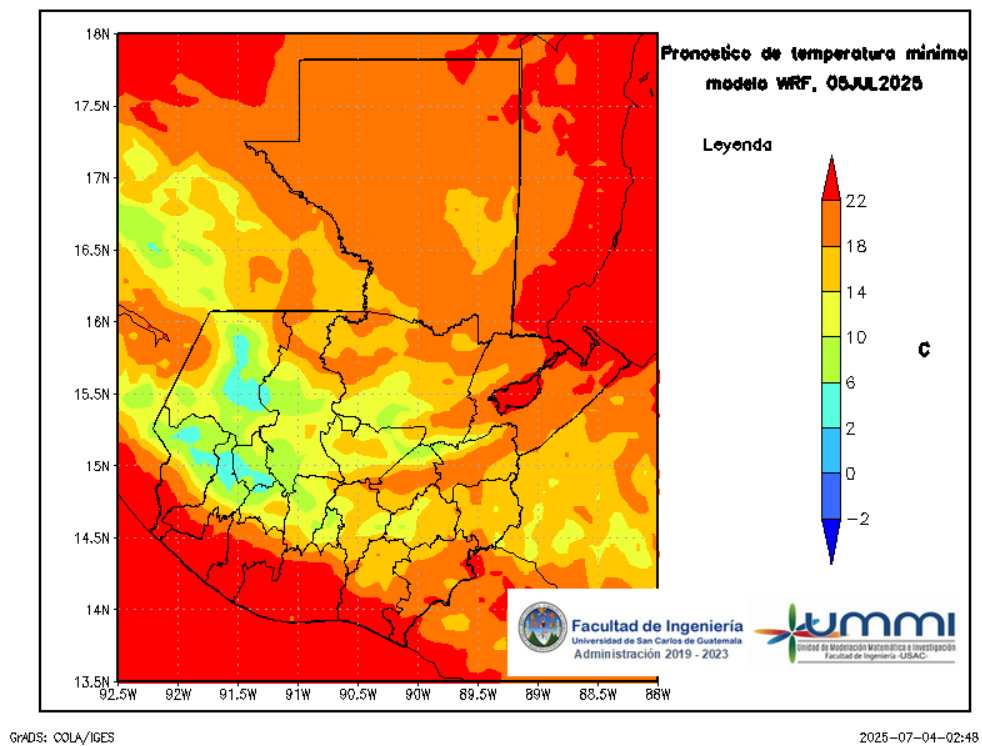 18N
17.5N
17N
16.5N
16N
15.5N
15N
14.5N
14N
13.5N
92.5W 92W 91.5W 91W 90.5W 90W 89.5W 89W 88.5W 88W
Pronostico de temperatura minima
modelo WRF, 05JUL2025
Leyenda
22
18
14
10
6
2
0
-2
C
Facultad de Ingeniería
Universidad de San Carlos de Guatemala
Administración 2019 - 2023
ummi
Unidad de Modelación Matemática e Investigación
Facultad de Ingeniería -USAC-
GrADS: COLA/IGES
2025-07-04-02:48